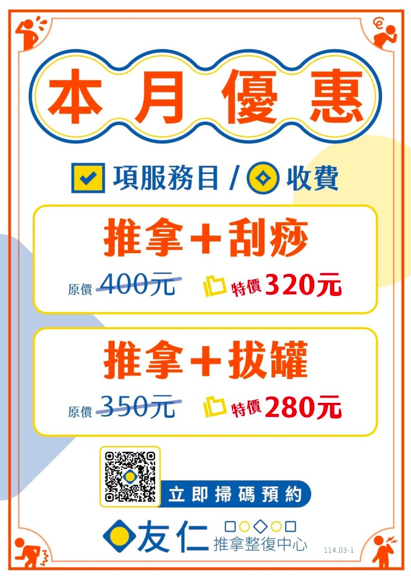 本月優惠
項服務目/收費
推拿+刮痧
原價 400元 特價 320元
推拿+拔罐
原價 350元 特價 280元
立即掃碼預約
友仁 推拿整復中心
114.03-1